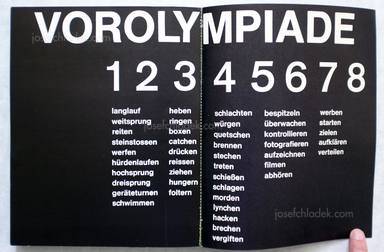 VOROLYMPIADE
1 2 3 4 5 6 7 8
langlauf
weitsprung
reiten
steinstossen
werfen
hürdenlaufen
hochsprung
dreisprung
geräteturnen
schwimmen
heben
ringen
boxen
catchen
drücken
reissen
ziehen
hungern
foltern
schlachten
würgen
quetschen
brennen
stechen
treten
schießen
schlagen
morden
lynchen
hacken
brechen
vergiften
bespitzeln
überwachen
kontrollieren
fotografieren
aufzeichnen
filmen
abhören
werben
starten
zielen
aufklären
verteilen
josefchladek.com
josefchladek.com